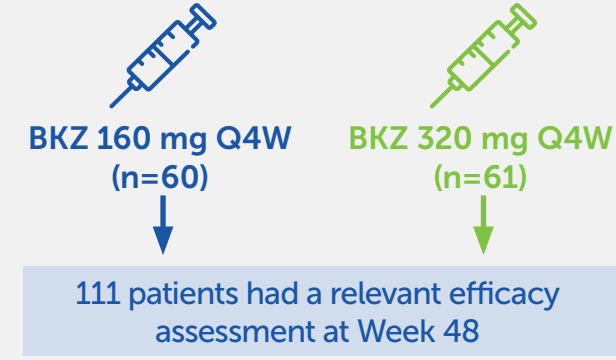 BKZ 160 mg Q4W
(n=60)
BKZ 320 mg Q4W
(n=61)
111 patients had a relevant efficacy
assessment at Week 48